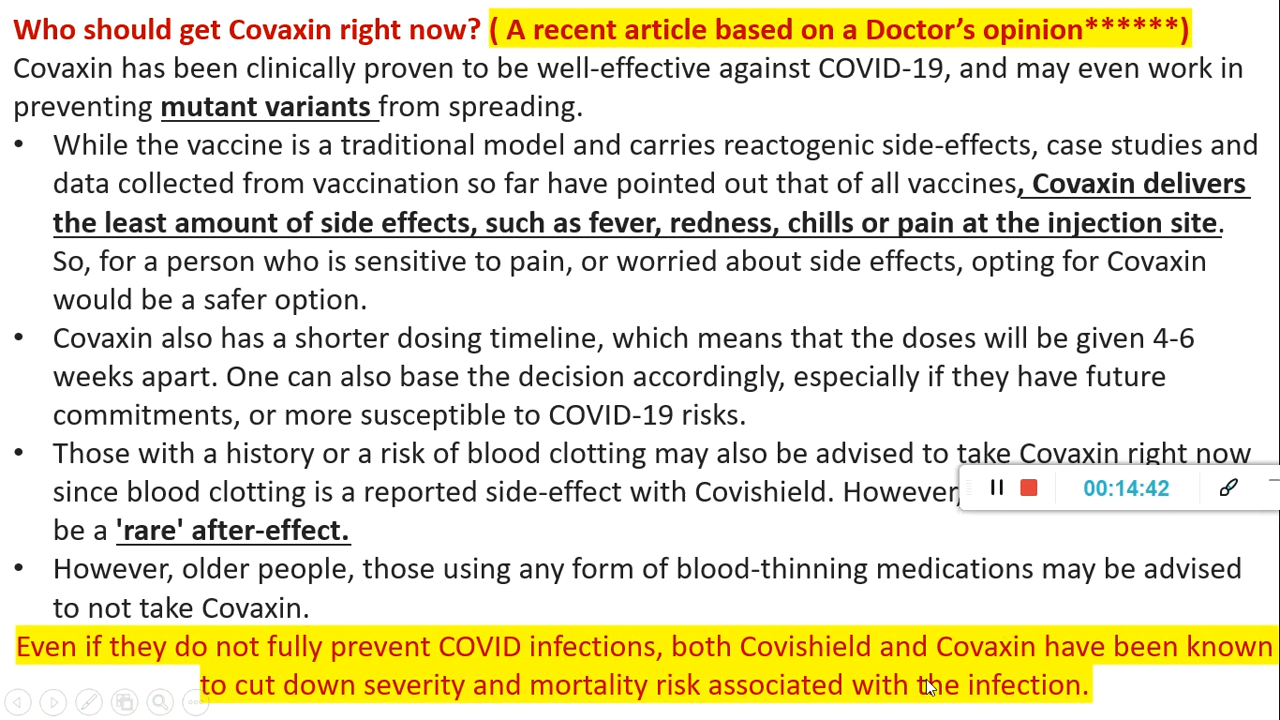 Who should get Covaxin right now? ( A recent article based on a Doctor's opinion******)
Covaxin has been clinically proven to be well-effective against COVID-19, and may even work in
preventing mutant variants from spreading.
• While the vaccine is a traditional model and carries reactogenic side-effects, case studies and
data collected from vaccination so far have pointed out that of all vaccines, Covaxin delivers
the least amount of side effects, such as fever, redness, chills or pain at the injection site.
So, for a person who is sensitive to pain, or worried about side effects, opting for Covaxin
would be a safer option.
• Covaxin also has a shorter dosing timeline, which means that the doses will be given 4-6
weeks apart. One can also base the decision accordingly, especially if they have future
commitments, or more susceptible to COVID-19 risks.
• Those with a history or a risk of blood clotting may also be advised to take Covaxin right now
since blood clotting is a reported side-effect with Covishield. However,
00:14:42
be a 'rare' after-effect.
• However, older people, those using any form of blood-thinning medications may be advised
to not take Covaxin.
Even if they do not fully prevent COVID infections, both Covishield and Covaxin have been known
to cut down severity and mortality risk associated with the infection.